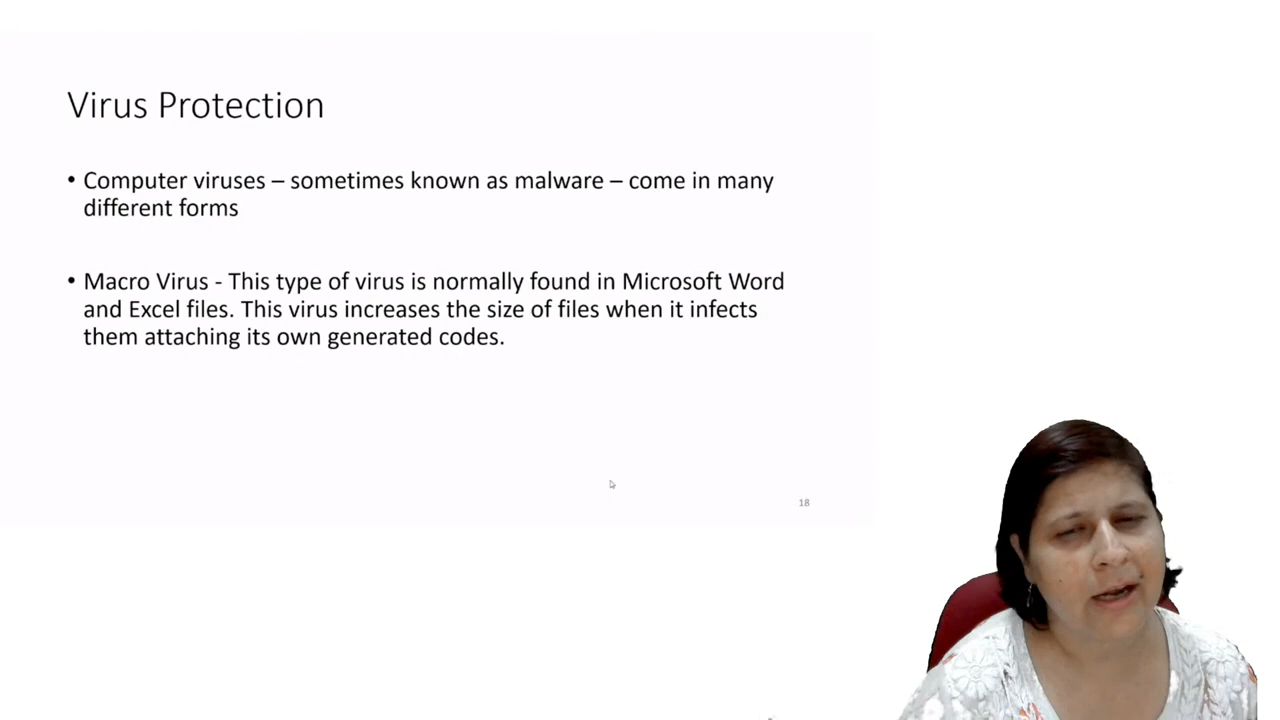 Virus Protection
• Computer viruses – sometimes known as malware – come in many
different forms
• Macro Virus - This type of virus is normally found in Microsoft Word
and Excel files. This virus increases the size of files when it infects
them attaching its own generated codes.
18